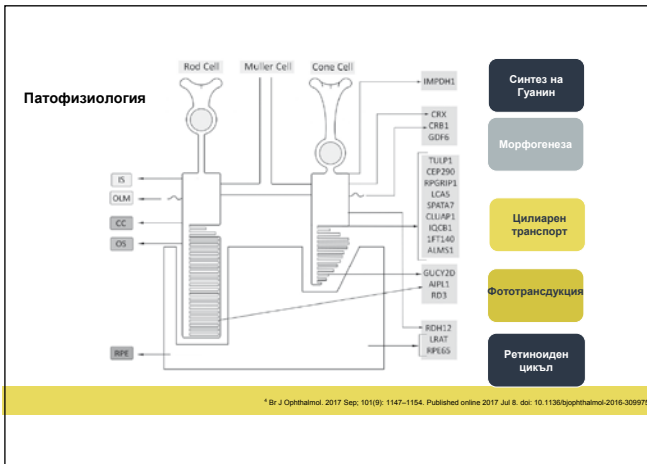 Патофизиология
Rod Cell
Muller Cell
Cone Cell
IS
OLM
CC
OS
RPE
IMPDH1
CRX
CRB1
GDF6
TULP1
CEP290
RPGRIP1
LCA5
SPATA7
CLUAP1
IQCB1
1FT140
ALMS1
GUCY2D
AIPL1
RD3
RDH12
LRAT
RPE65
Синтез на
Гуанин
Морфогенеза
Цилиарен
транспорт
Фототрансдукция
Ретиноиден
цикъл
⁴ Br J Ophthalmol. 2017 Sep; 101(9): 1147–1154. Published online 2017 Jul 8. doi: 10.1136/bjophthalmol-2016-309975